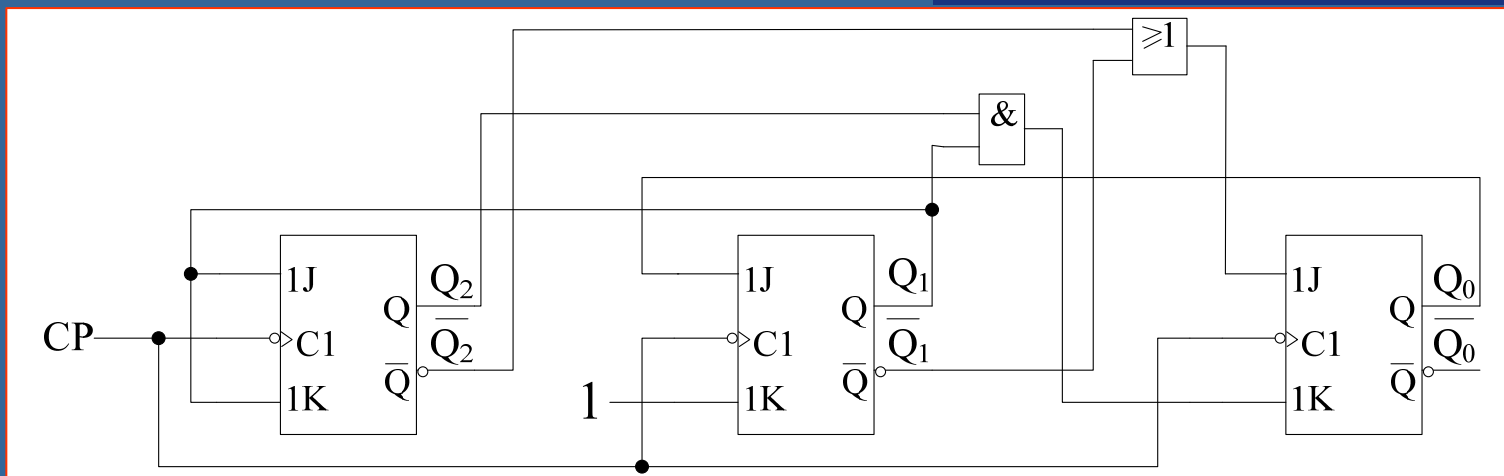 ≥1
&
1J Q₂ 1J Q₁ 1J Q₀
Q Q Q
CP C1 Q̅₂ C1 Q̅₁ C1 Q̅₀
Q̅ Q̅ Q̅
1K 1 1K 1K